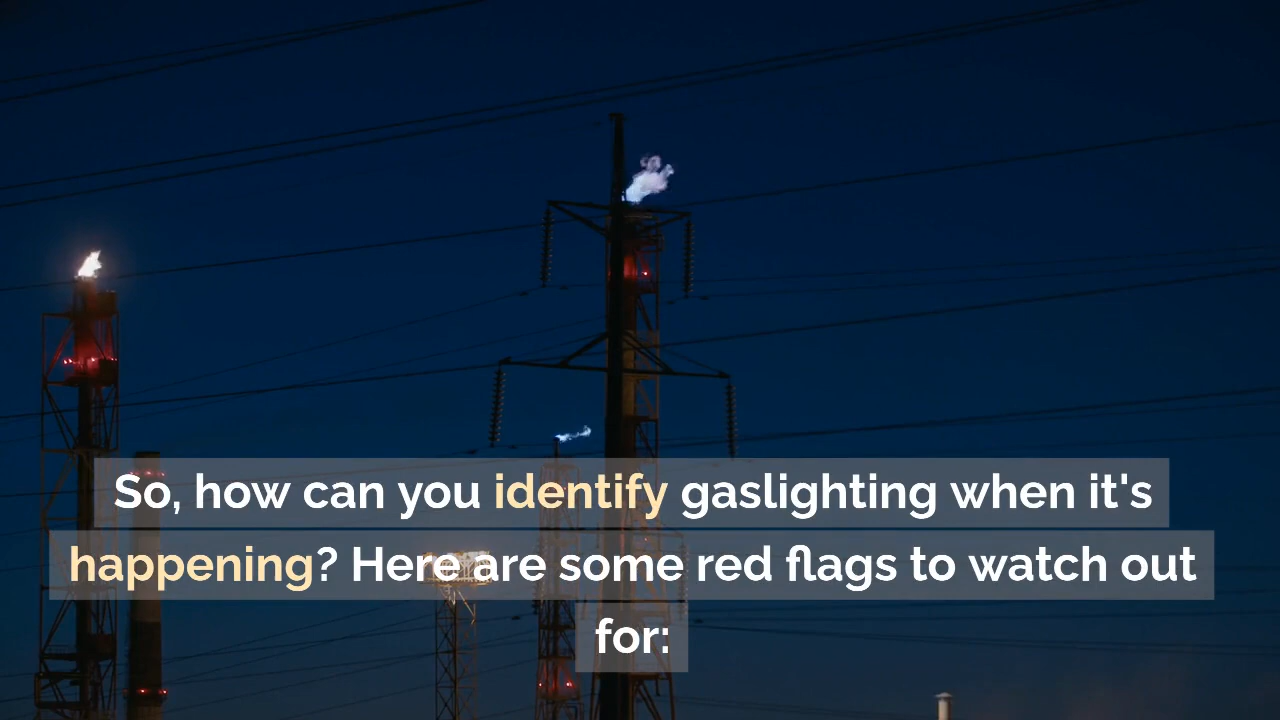 So, how can you identify gaslighting when it's
happening? Here are some red flags to watch out
for: